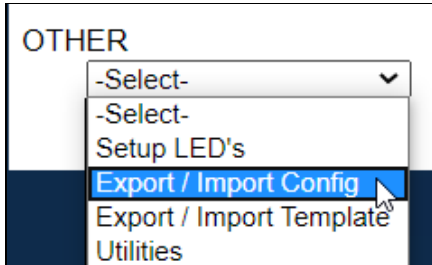 OTHER
-Select-
-Select-
Setup LED's
Export / Import Config
Export / Import Template
Utilities